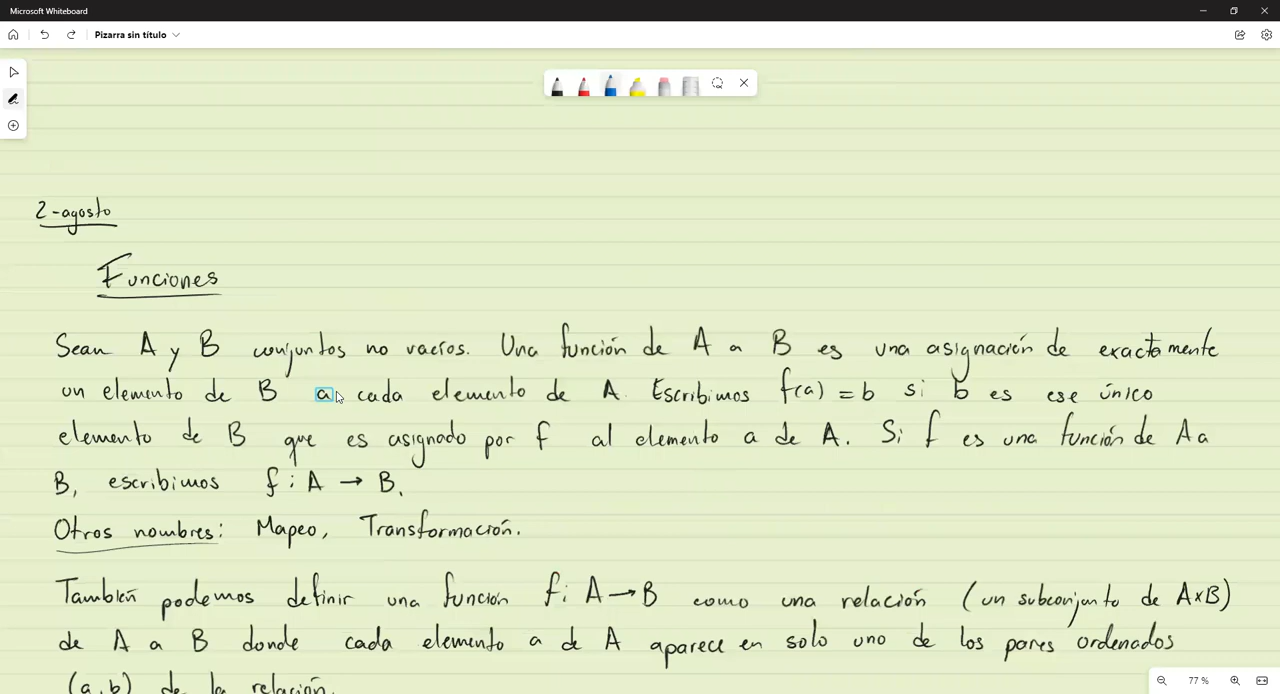 Microsoft Whiteboard
Pizarra sin título
2-agosto
Funciones
Sean A y B conjuntos no vacíos. Una función de A a B es una asignación de exactamente
un elemento de B a cada elemento de A. Escribimos f(a) = b si b es ese único
elemento de B que es asignado por f al elemento a de A. Si f es una función de A a
B, escribimos f: A → B.
Otros nombres: Mapeo, Transformación.
También podemos definir una función f: A → B como una relación (un subconjunto de A×B)
de A a B donde cada elemento a de A aparece en solo uno de los pares ordenados
(a,b) de la relación.
77 %